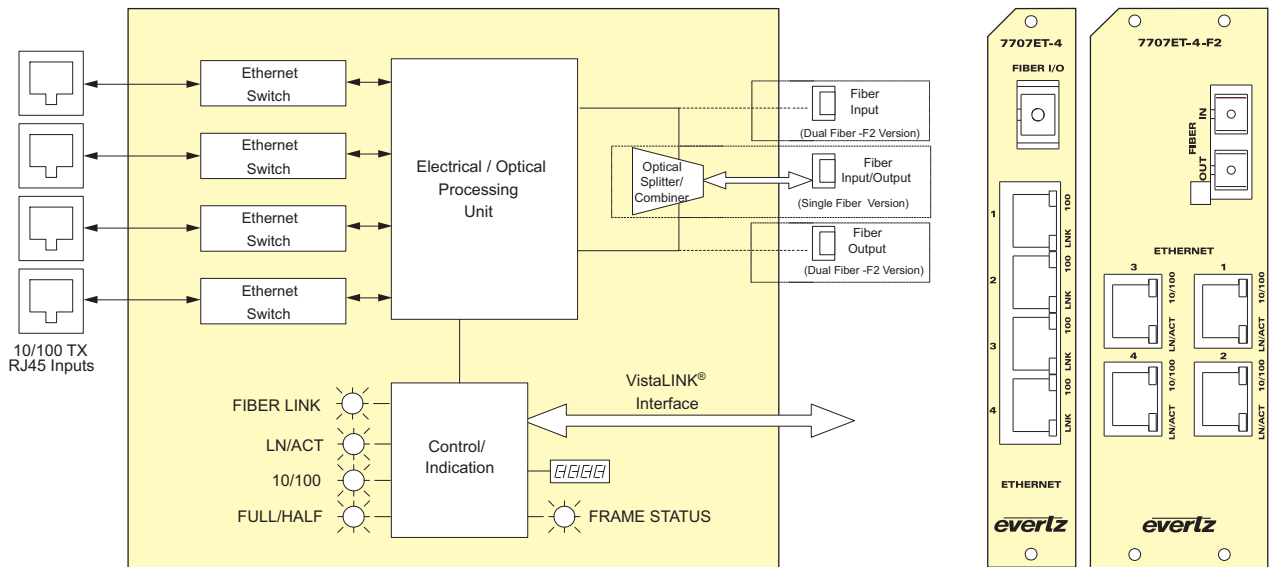 Ethernet
Switch
Ethernet
Switch
Ethernet
Switch
Ethernet
Switch
10/100 TX
RJ45 Inputs
Electrical / Optical
Processing
Unit
Fiber
Input
(Dual Fiber -F2 Version)
Optical
Splitter/
Combiner
Fiber
Input/Output
(Single Fiber Version)
Fiber
Output
(Dual Fiber -F2 Version)
VistaLINK®
Interface
FIBER LINK
LN/ACT
10/100
FULL/HALF
Control/
Indication
8888
FRAME STATUS
7707ET-4
FIBER I/O
1
100
LNK
2
100
LNK
3
100
LNK
4
100
LNK
ETHERNET
evertz
7707ET-4-F2
FIBER
IN
OUT
ETHERNET
3
10/100
LN/ACT
1
10/100
LN/ACT
4
10/100
LN/ACT
2
10/100
LN/ACT
evertz